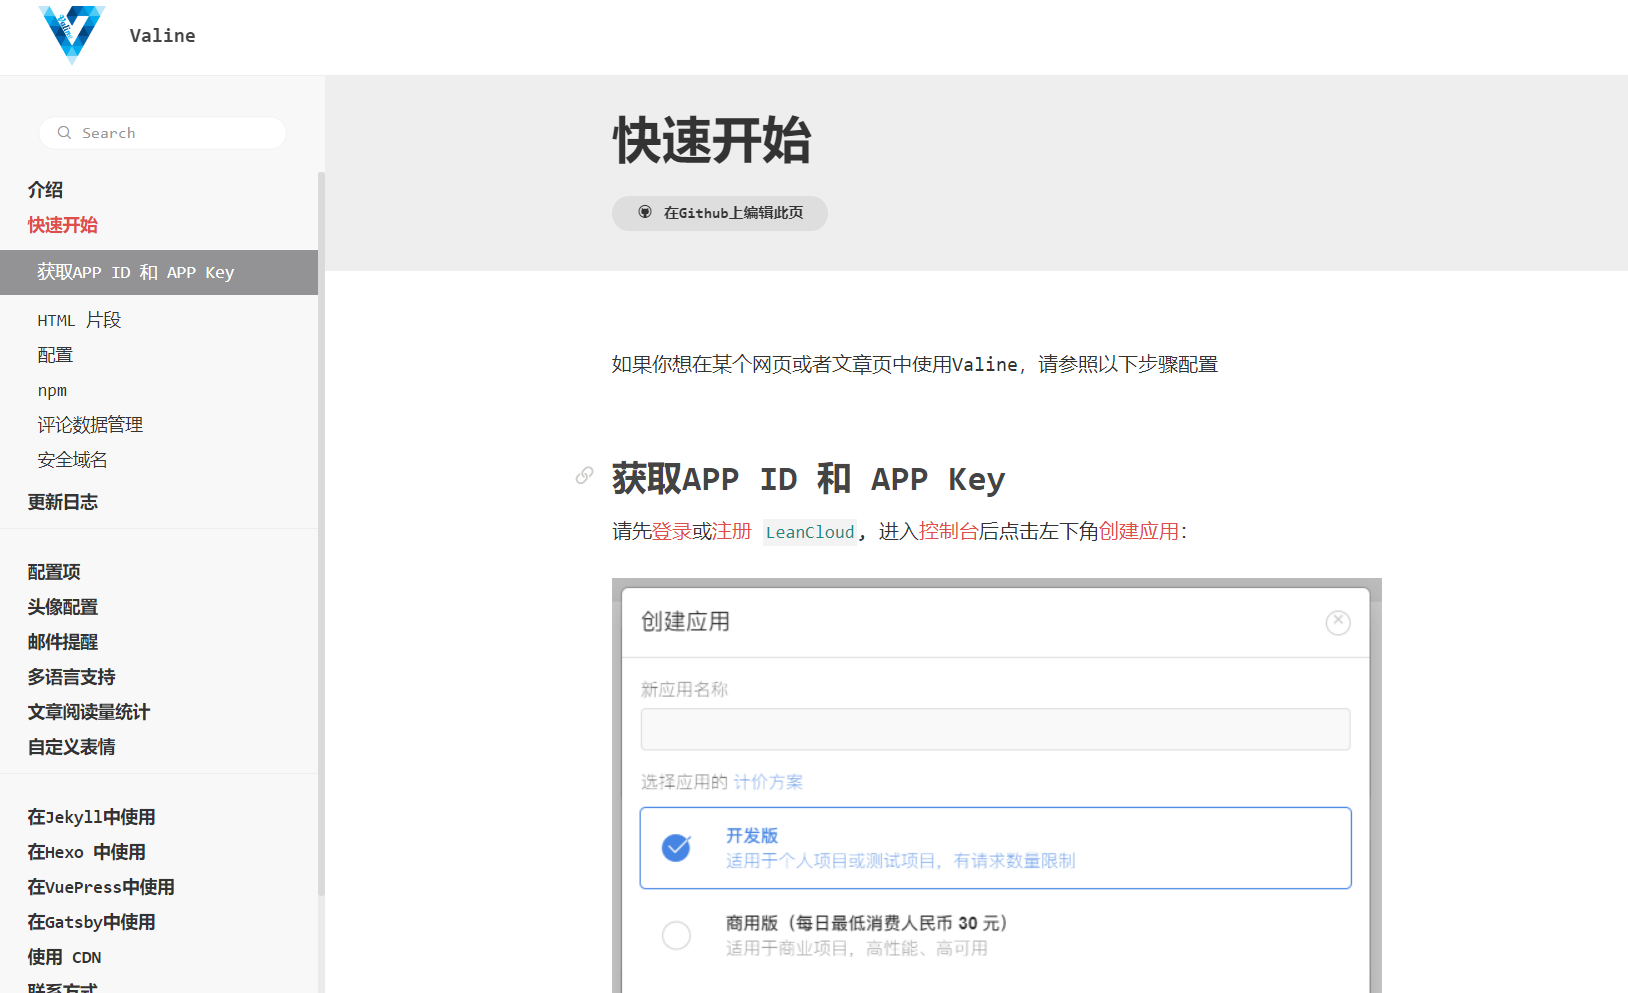 Valine
Search
介绍
快速开始
获取APP ID 和 APP Key
HTML 片段
配置
npm
评论数据管理
安全域名
更新日志
配置项
头像配置
邮件提醒
多语言支持
文章阅读量统计
自定义表情
在Jekyll中使用
在Hexo 中使用
在VuePress中使用
在Gatsby中使用
使用 CDN
联系方式
快速开始
在Github上编辑此页
如果你想在某个网页或者文章页中使用Valine，请参照以下步骤配置
获取APP ID 和 APP Key
请先登录或注册 LeanCloud, 进入控制台后点击左下角创建应用：
创建应用
新应用名称
选择应用的 计价方案
开发版
适用于个人项目或测试项目，有请求数量限制
商用版（每日最低消费人民币 30 元）
适用于商业项目，高性能、高可用